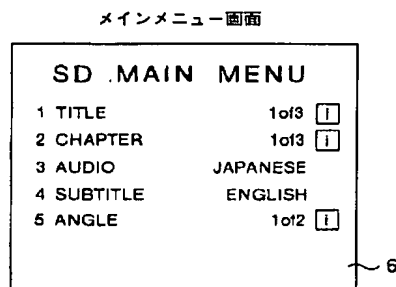 メインメニュー画面
SD MAIN MENU
1 TITLE 1of3 i
2 CHAPTER 1of3 i
3 AUDIO JAPANESE
4 SUBTITLE ENGLISH
5 ANGLE 1of2 i
6